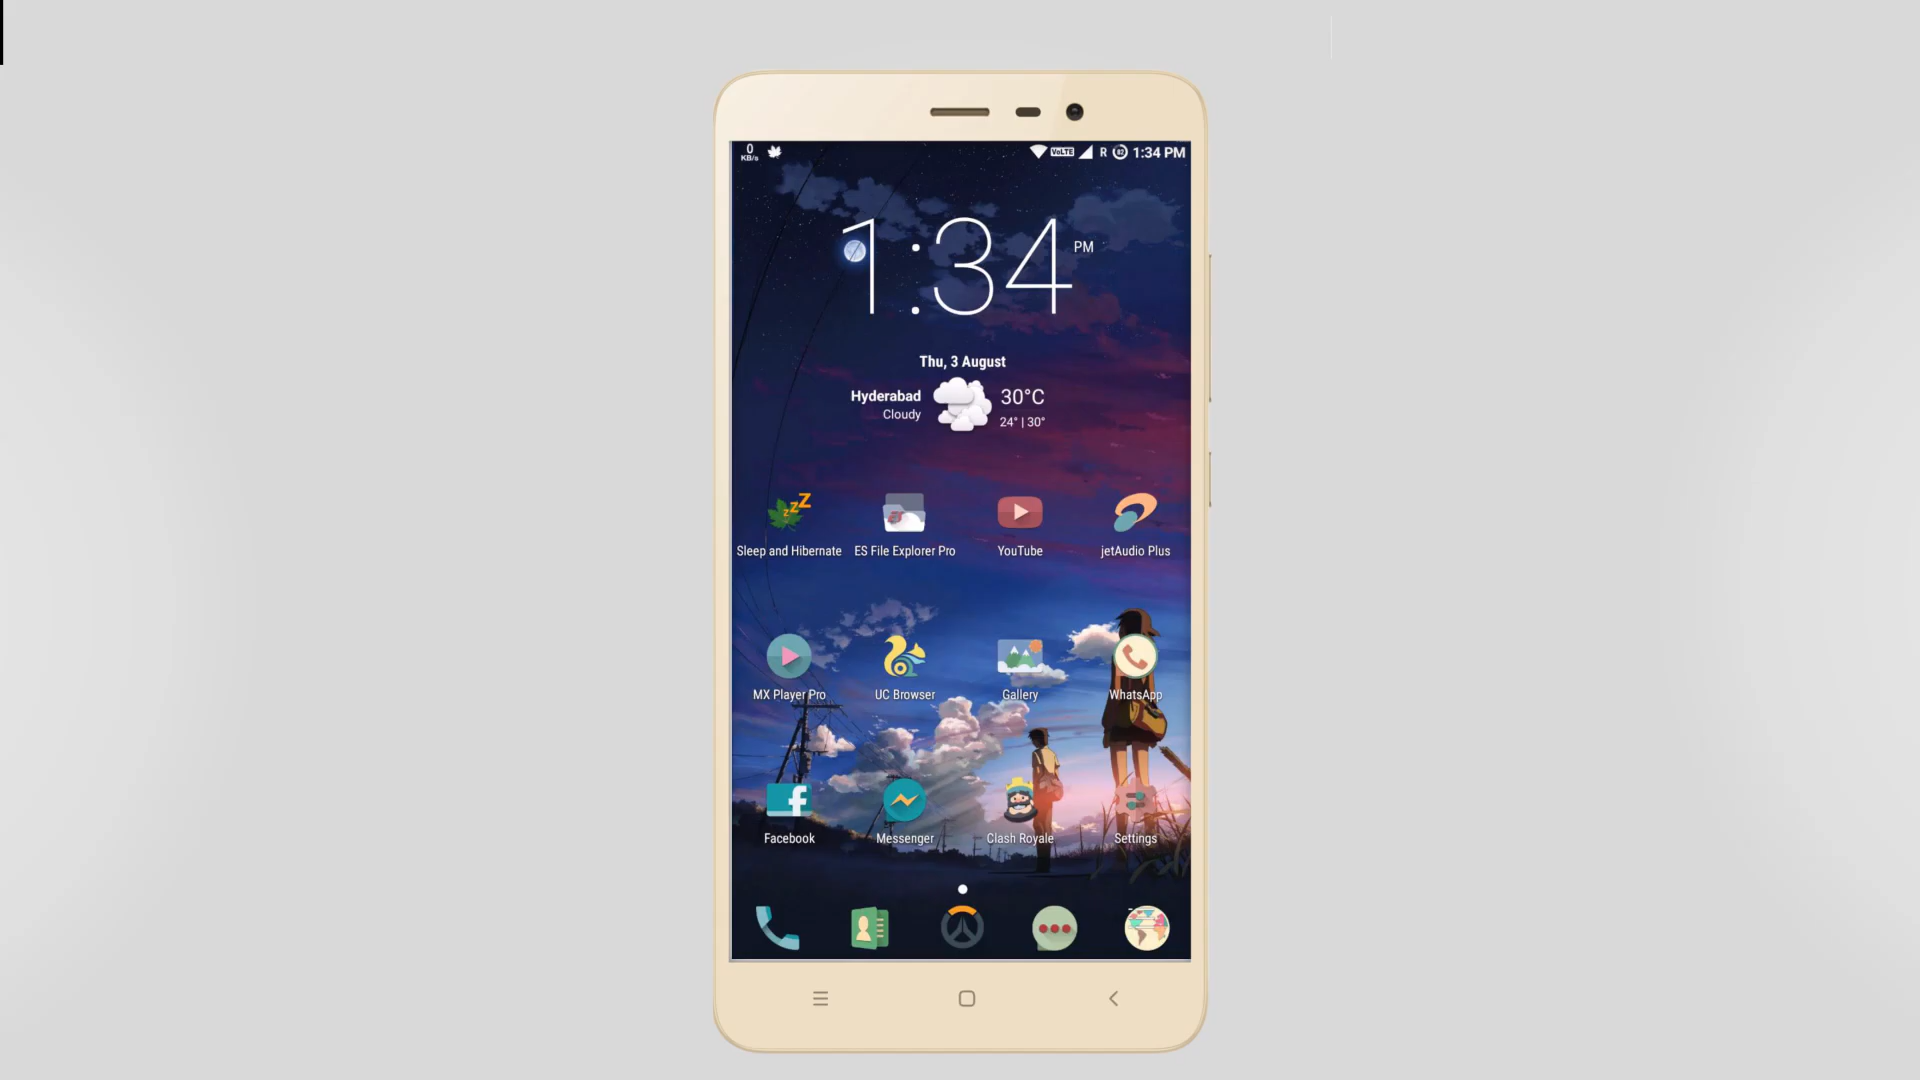 0
KB/s
VoLTE
R
82
1:34 PM
1:34
PM
Thu, 3 August
Hyderabad
Cloudy
30°C
24° | 30°
Sleep and Hibernate
ES File Explorer Pro
YouTube
jetAudio Plus
MX Player Pro
UC Browser
Gallery
WhatsApp
Facebook
Messenger
Clash Royale
Settings